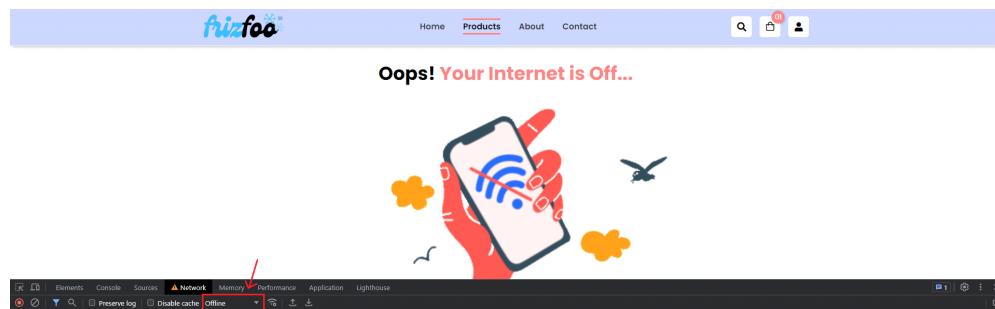 frizfoo
Home Products About Contact
01
Oops! Your Internet is Off...
Elements Console Sources Network Memory Performance Application Lighthouse
1
Preserve log Disable cache Offline